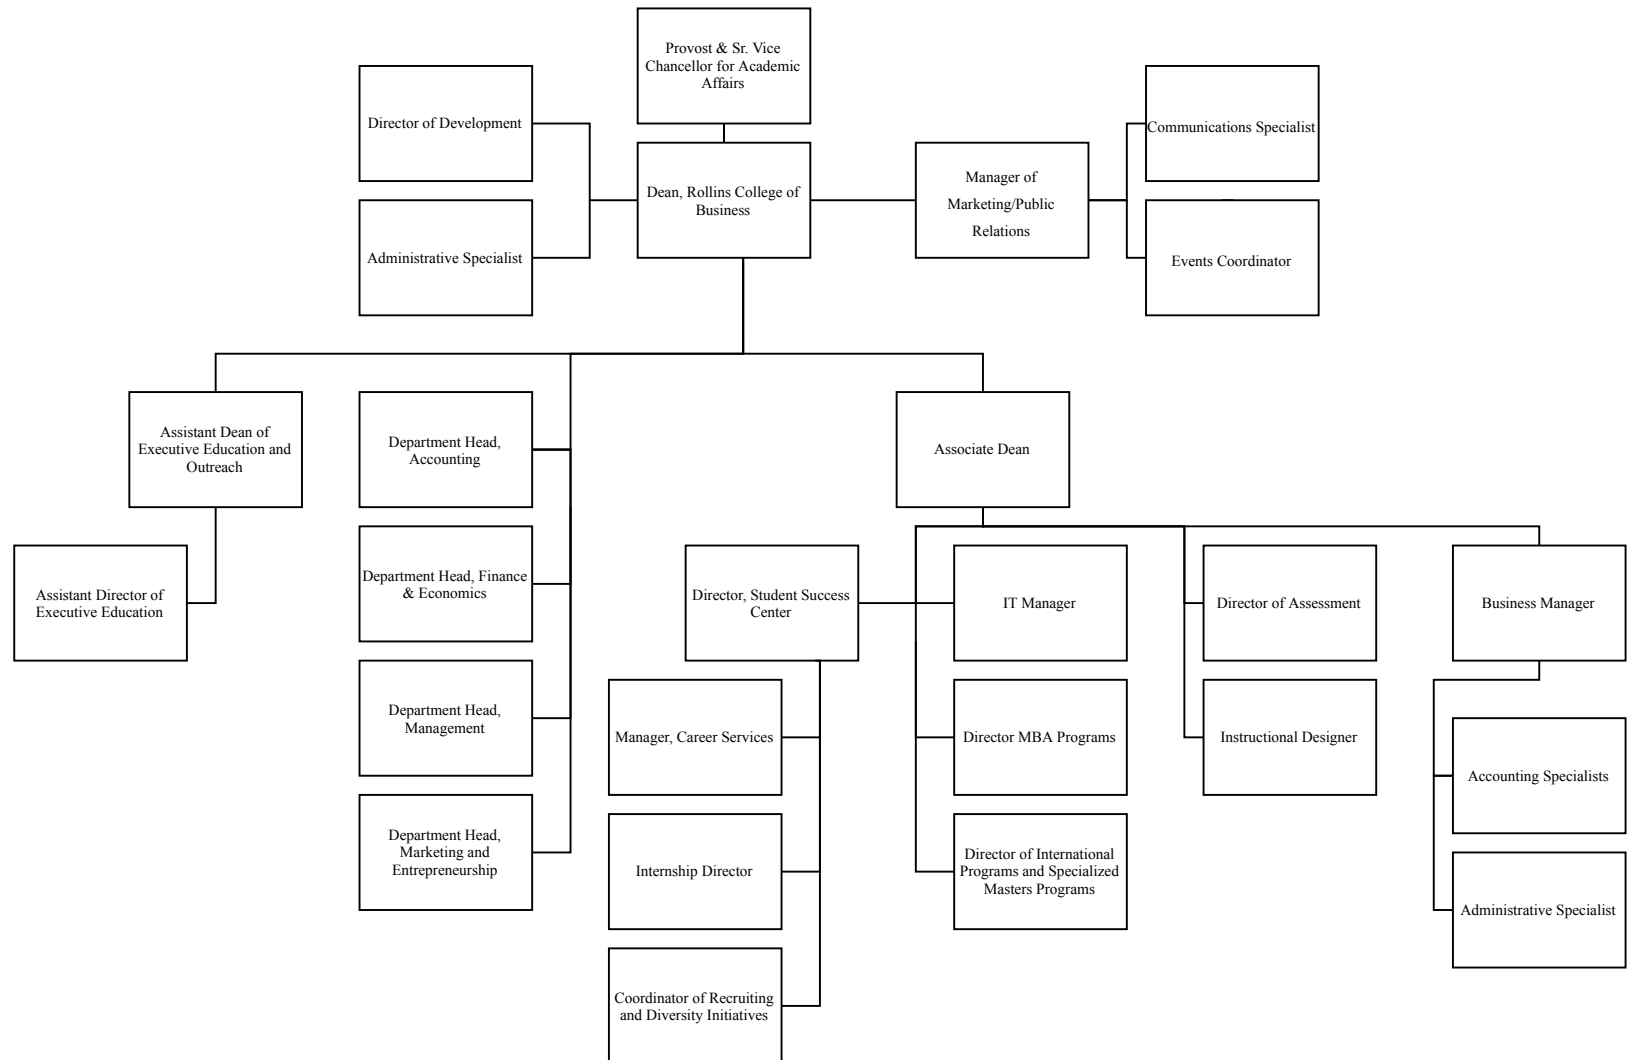 Provost & Sr. Vice
Chancellor for Academic
Affairs
Director of Development
Communications Specialist
Dean, Rollins College of
Business
Manager of
Marketing/Public
Relations
Administrative Specialist
Events Coordinator
Assistant Dean of
Executive Education and
Outreach
Department Head,
Accounting
Associate Dean
Assistant Director of
Executive Education
Department Head, Finance
& Economics
Director, Student Success
Center
IT Manager
Director of Assessment
Business Manager
Department Head,
Management
Manager, Career Services
Director MBA Programs
Instructional Designer
Accounting Specialists
Department Head,
Marketing and
Entrepreneurship
Internship Director
Director of International
Programs and Specialized
Masters Programs
Administrative Specialist
Coordinator of Recruiting
and Diversity Initiatives